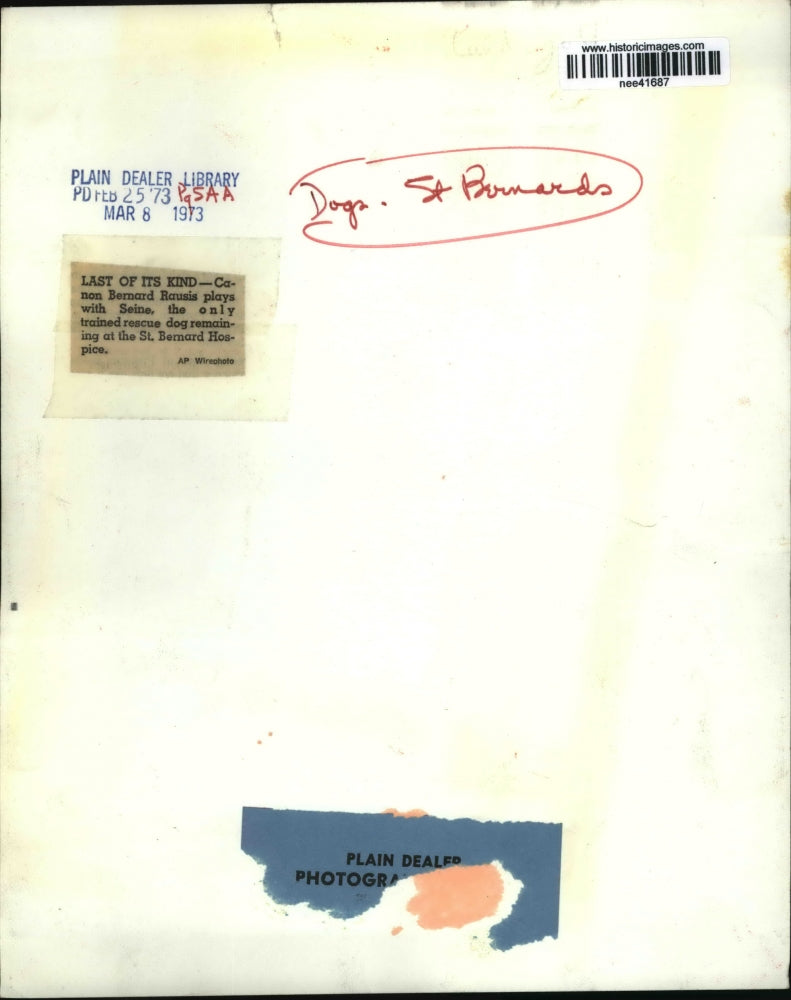 www.historicimages.com
nee41687
PLAIN DEALER LIBRARY
PD FEB 25 '73 Pg5AA
MAR 8 1973
Dogs. St Bernards
LAST OF ITS KIND — Ca-
non Bernard Rausis plays
with Seine, the only
trained rescue dog remain-
ing at the St. Bernard Hos-
pice.
AP Wirephoto
PLAIN DEALER
PHOTOGRA